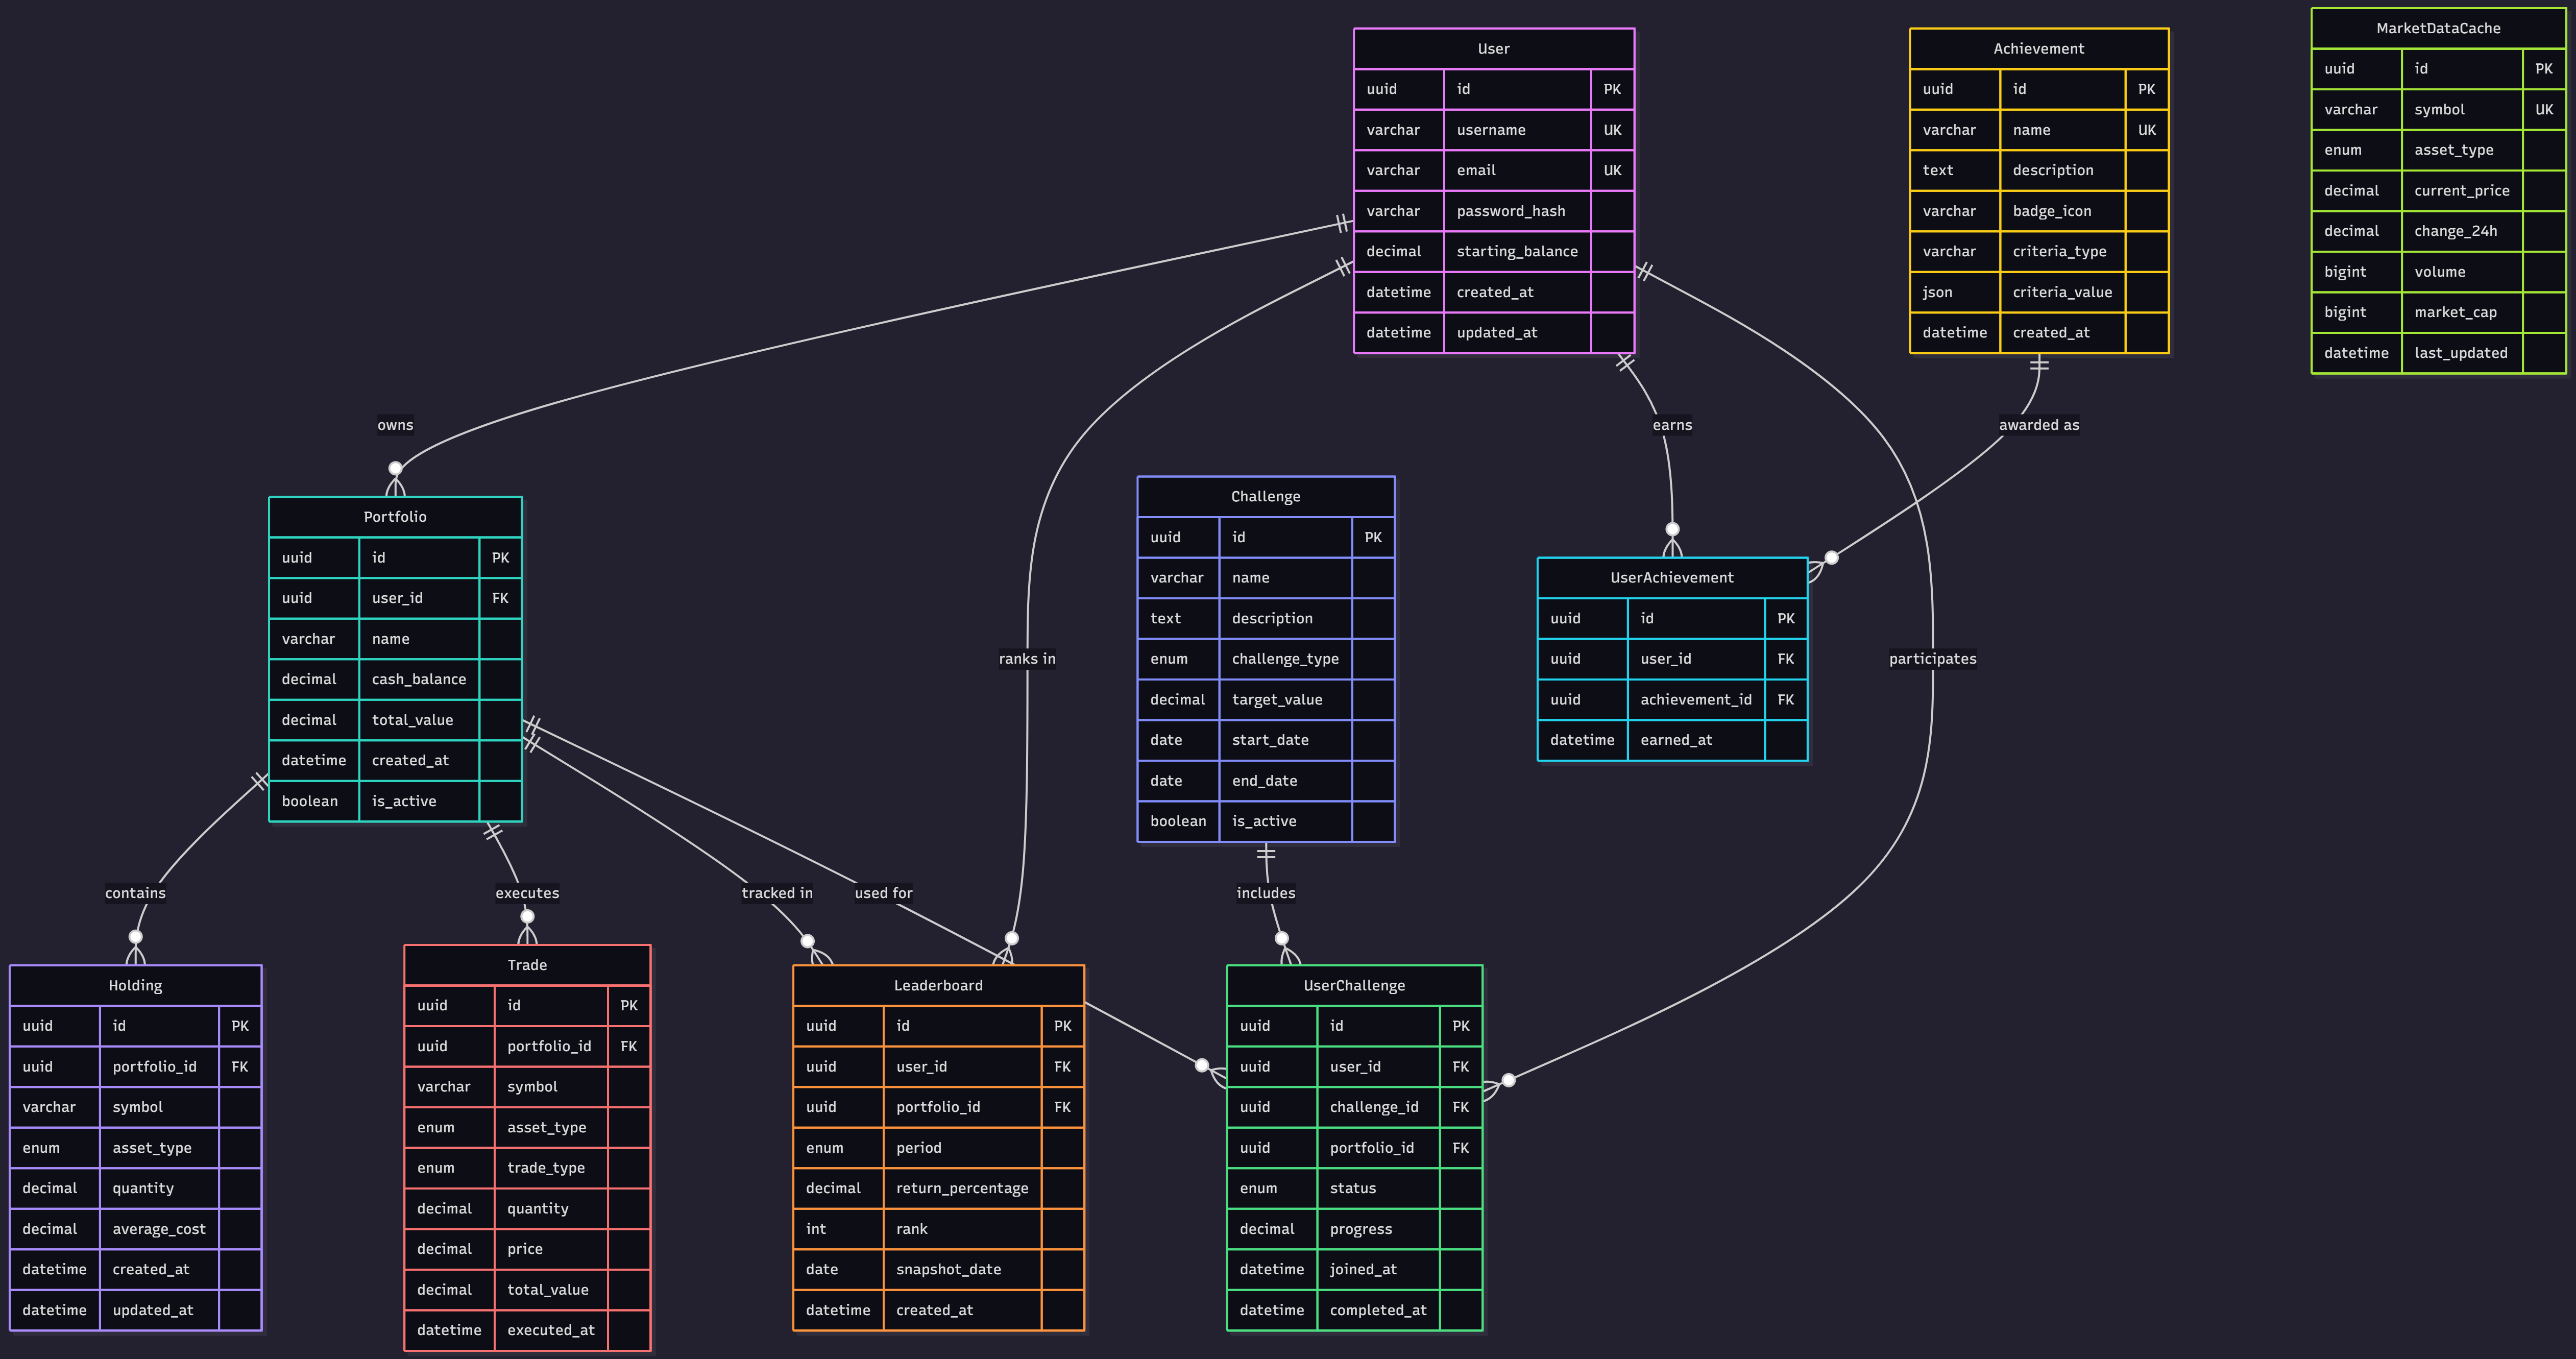 User
uuid id PK
varchar username UK
varchar email UK
varchar password_hash
decimal starting_balance
datetime created_at
datetime updated_at
Achievement
uuid id PK
varchar name UK
text description
varchar badge_icon
varchar criteria_type
json criteria_value
datetime created_at
MarketDataCache
uuid id PK
varchar symbol UK
enum asset_type
decimal current_price
decimal change_24h
bigint volume
bigint market_cap
datetime last_updated
owns
earns
awarded as
Portfolio
uuid id PK
uuid user_id FK
varchar name
decimal cash_balance
decimal total_value
datetime created_at
boolean is_active
ranks in
Challenge
uuid id PK
varchar name
text description
enum challenge_type
decimal target_value
date start_date
date end_date
boolean is_active
UserAchievement
uuid id PK
uuid user_id FK
uuid achievement_id FK
datetime earned_at
participates
contains
executes
tracked in
used for
includes
Holding
uuid id PK
uuid portfolio_id FK
varchar symbol
enum asset_type
decimal quantity
decimal average_cost
datetime created_at
datetime updated_at
Trade
uuid id PK
uuid portfolio_id FK
varchar symbol
enum asset_type
enum trade_type
decimal quantity
decimal price
decimal total_value
datetime executed_at
Leaderboard
uuid id PK
uuid user_id FK
uuid portfolio_id FK
enum period
decimal return_percentage
int rank
date snapshot_date
datetime created_at
UserChallenge
uuid id PK
uuid user_id FK
uuid challenge_id FK
uuid portfolio_id FK
enum status
decimal progress
datetime joined_at
datetime completed_at